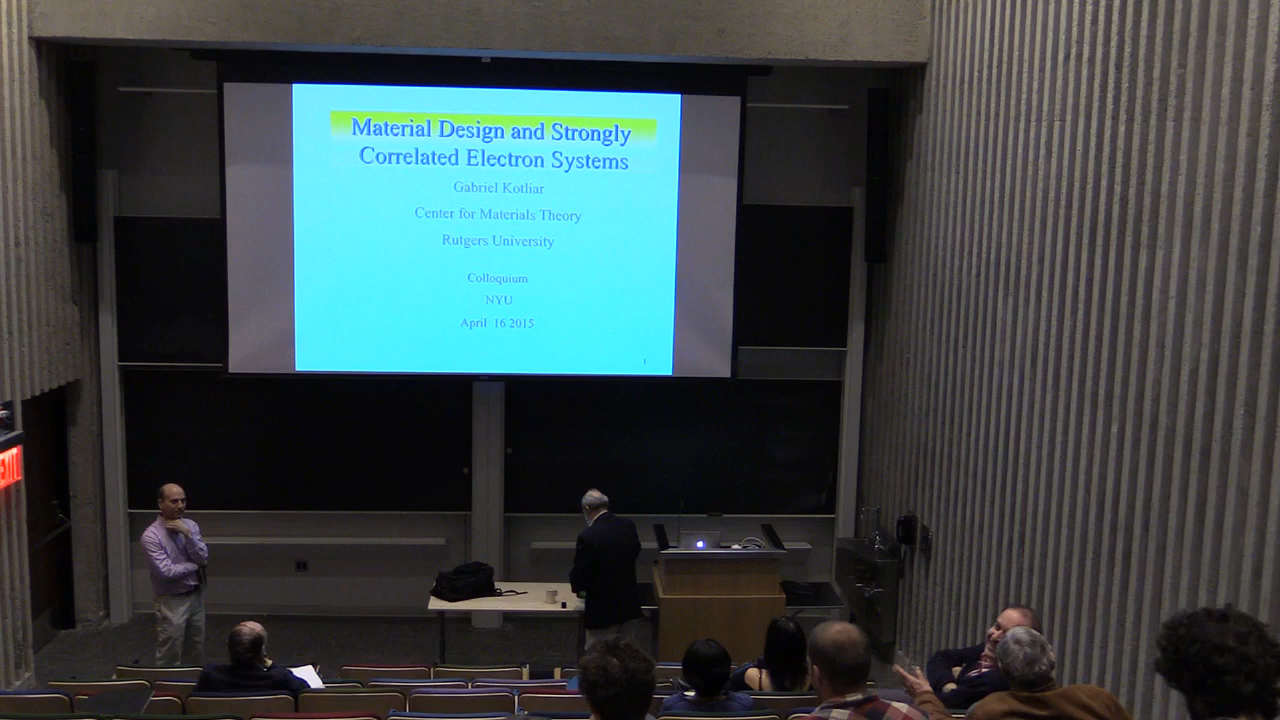 Material Design and Strongly
Correlated Electron Systems
Gabriel Kotliar
Center for Materials Theory
Rutgers University
Colloquium
NYU
April 16 2015
1
EXIT